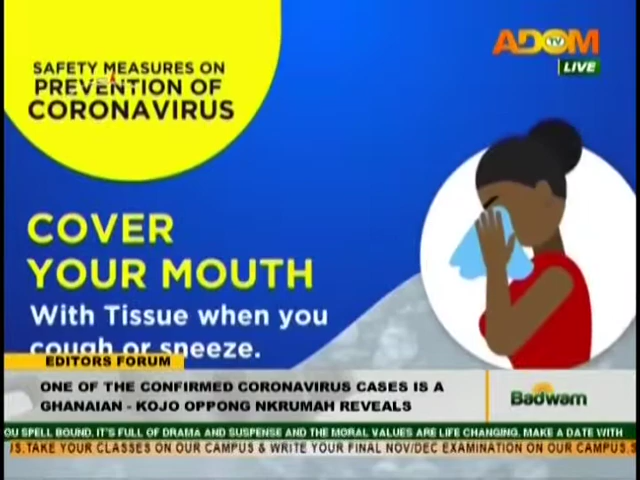 SAFETY MEASURES ON
PREVENTION OF
CORONAVIRUS
ADOM TV
LIVE
COVER
YOUR MOUTH
With Tissue when you
cough or sneeze.
EDITORS FORUM
ONE OF THE CONFIRMED CORONAVIRUS CASES IS A
GHANAIAN - KOJO OPPONG NKRUMAH REVEALS
Badwam
OU SPELL BOUND. IT'S FULL OF DRAMA AND SUSPENSE AND THE MORAL VALUES ARE LIFE CHANGING. MAKE A DATE WITH
S.TAKE YOUR CLASSES ON OUR CAMPUS & WRITE YOUR FINAL NOV/DEC EXAMINATION ON OUR CAMPUS.S